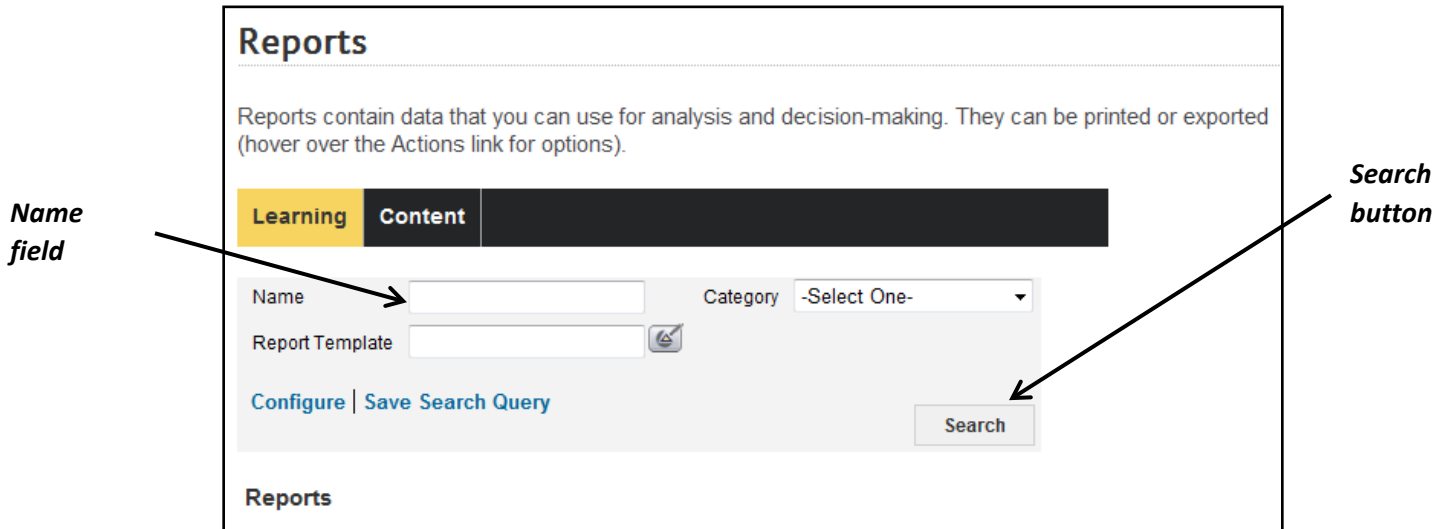 Reports
Reports contain data that you can use for analysis and decision-making. They can be printed or exported
(hover over the Actions link for options).
Search
button
Name
field
Learning Content
Name Category -Select One-
Report Template
Configure | Save Search Query
Search
Reports